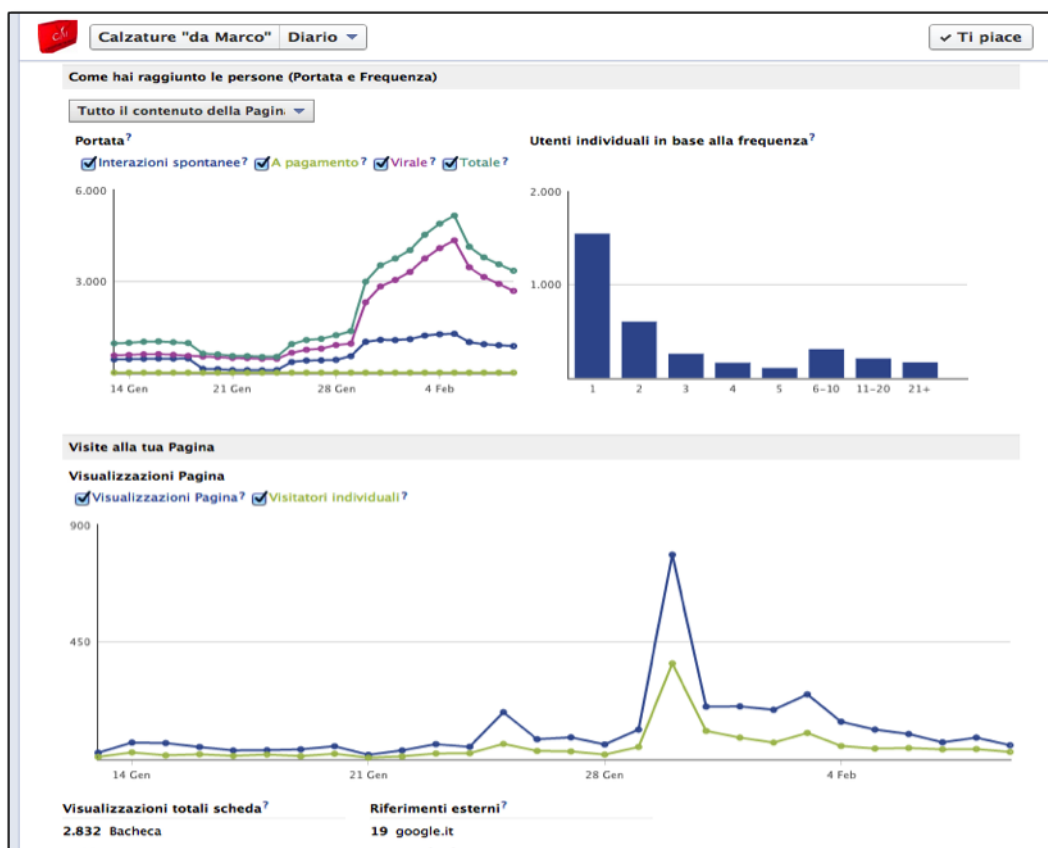 Calzature "da Marco" Diario
Ti piace
Come hai raggiunto le persone (Portata e Frequenza)
Tutto il contenuto della Pagin
Portata?
Interazioni spontanee? A pagamento? Virale? Totale?
6.000
3.000
14 Gen 21 Gen 28 Gen 4 Feb
Utenti individuali in base alla frequenza?
2.000
1.000
1 2 3 4 5 6-10 11-20 21+
Visite alla tua Pagina
Visualizzazioni Pagina
Visualizzazioni Pagina? Visitatori individuali?
900
450
14 Gen 21 Gen 28 Gen 4 Feb
Visualizzazioni totali scheda? Riferimenti esterni?
2.832 Bacheca 19 google.it